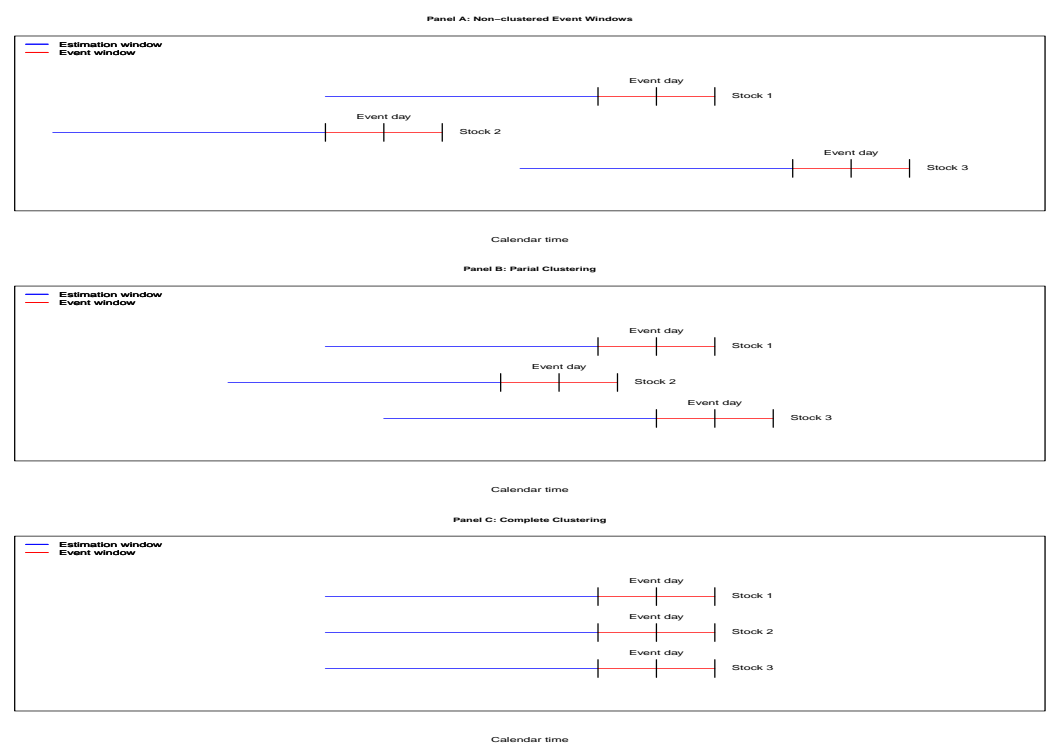 Panel A: Non−clustered Event Windows
Estimation window
Event window
Event day
Stock 1
Event day
Stock 2
Event day
Stock 3
Calendar time
Panel B: Parial Clustering
Estimation window
Event window
Event day
Stock 1
Event day
Stock 2
Event day
Stock 3
Calendar time
Panel C: Complete Clustering
Estimation window
Event window
Event day
Stock 1
Event day
Stock 2
Event day
Stock 3
Calendar time